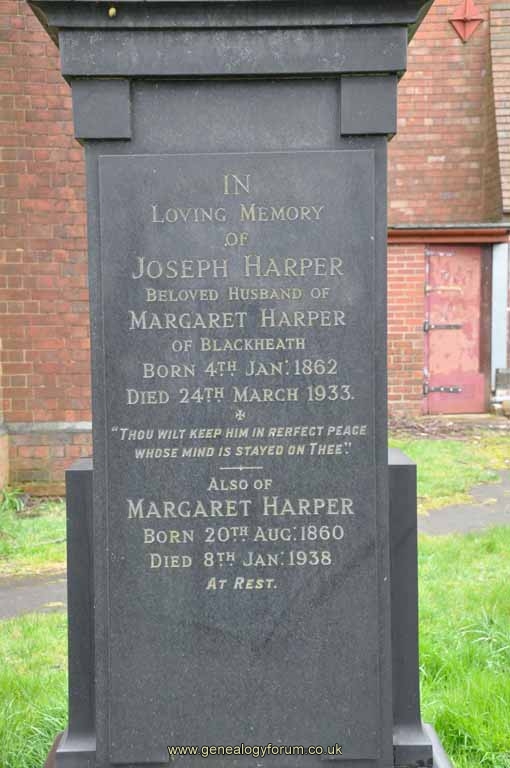 IN
LOVING MEMORY
OF
JOSEPH HARPER
BELOVED HUSBAND OF
MARGARET HARPER
OF BLACKHEATH
BORN 4TH JAN: 1862
DIED 24TH MARCH 1933.
"THOU WILT KEEP HIM IN RERFECT PEACE
WHOSE MIND IS STAYED ON THEE".
ALSO OF
MARGARET HARPER
BORN 20TH AUG: 1860
DIED 8TH JAN: 1938
AT REST.
www.genealogyforum.co.uk